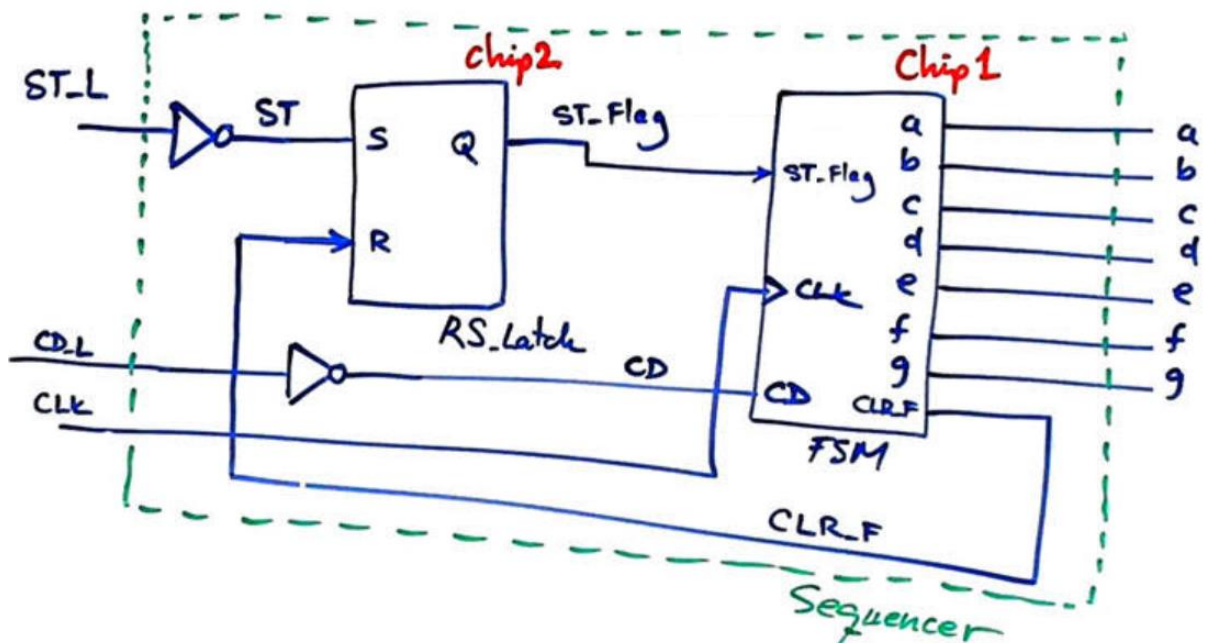 Chip2
Chip1
ST_L
ST
S
Q
ST_Flag
R
RS_Latch
ST_Flag
CLK
CD
a
b
c
d
e
f
g
CLR_F
FSM
a
b
c
d
e
f
g
CD_L
CD
CLK
CLR_F
Sequencer